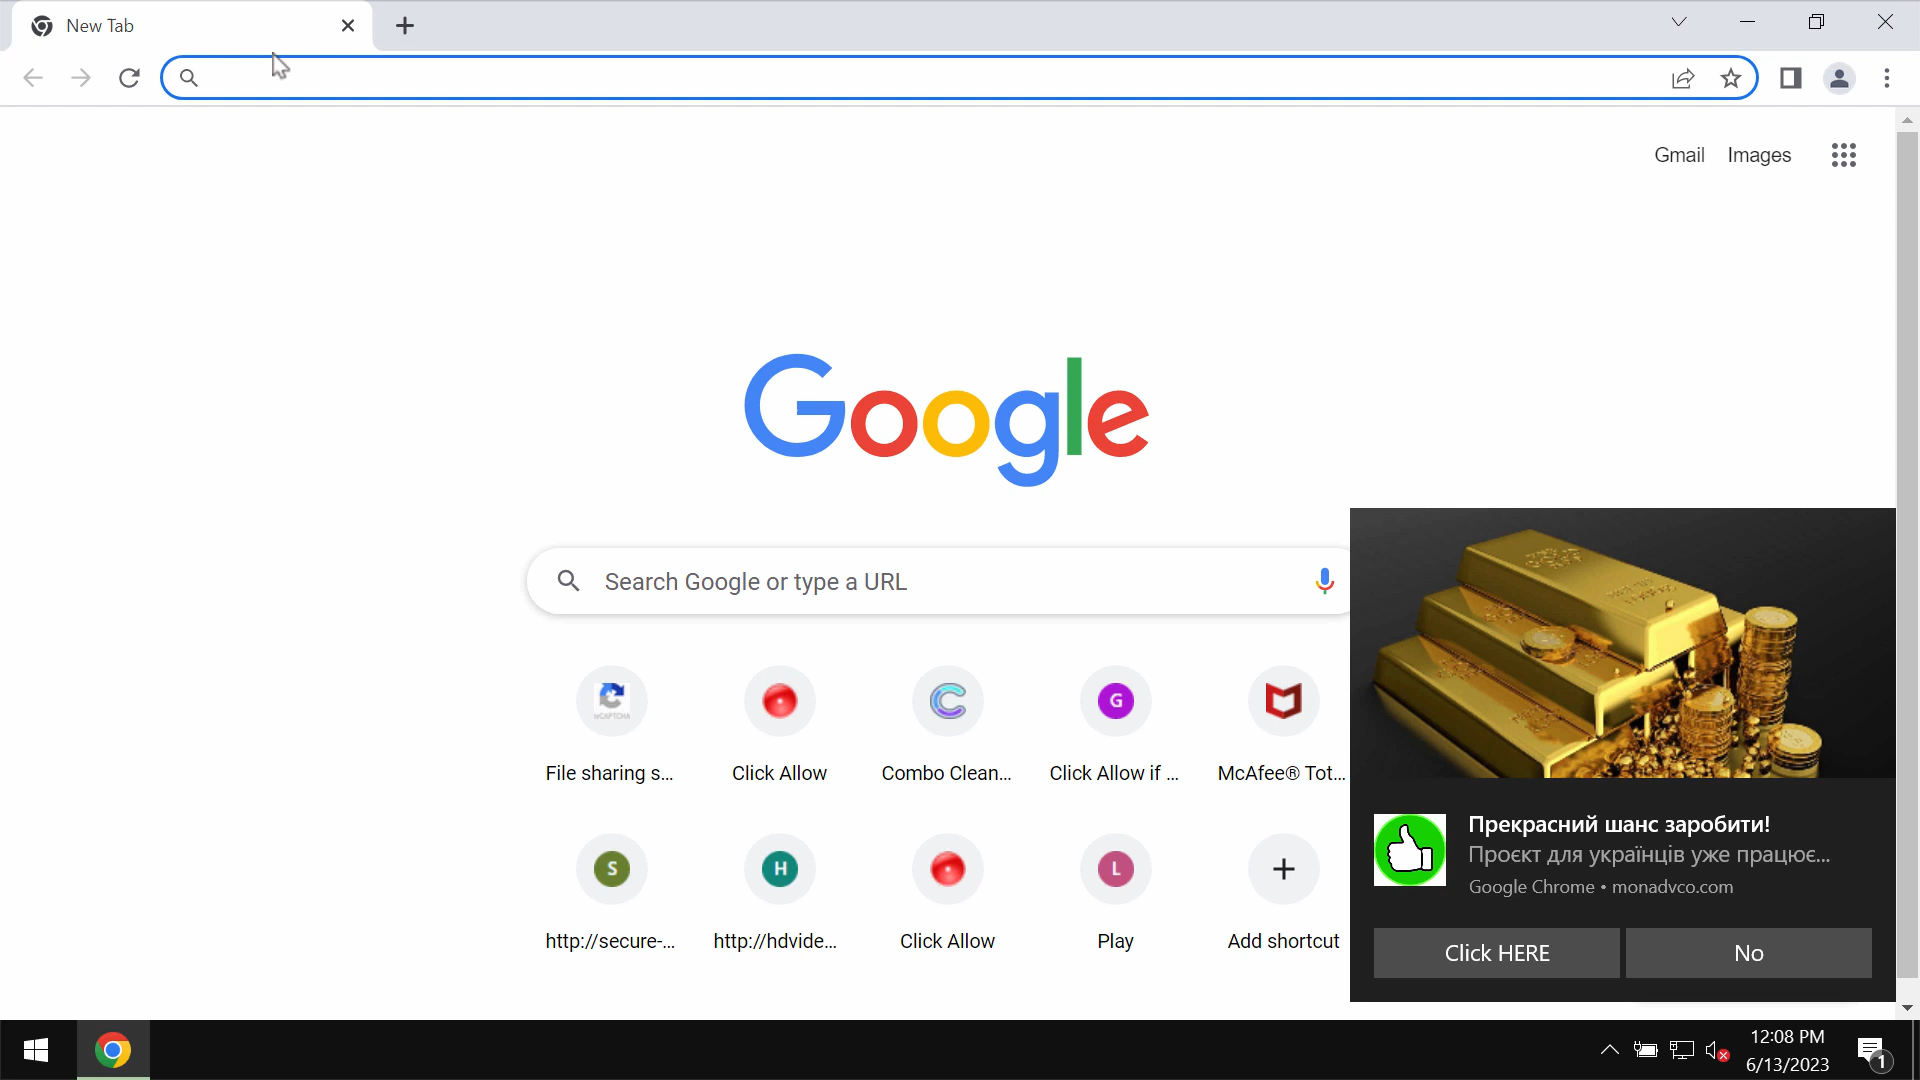 New Tab
Gmail Images
Google
Search Google or type a URL
File sharing s...
Click Allow
Combo Clean...
G
Click Allow if ...
McAfee® Tot...
S
http://secure-...
H
http://hdvide...
Click Allow
L
Play
Add shortcut
Прекрасний шанс заробити!
Проєкт для українців уже працює...
Google Chrome • monadvco.com
Click HERE
No
12:08 PM
6/13/2023
1